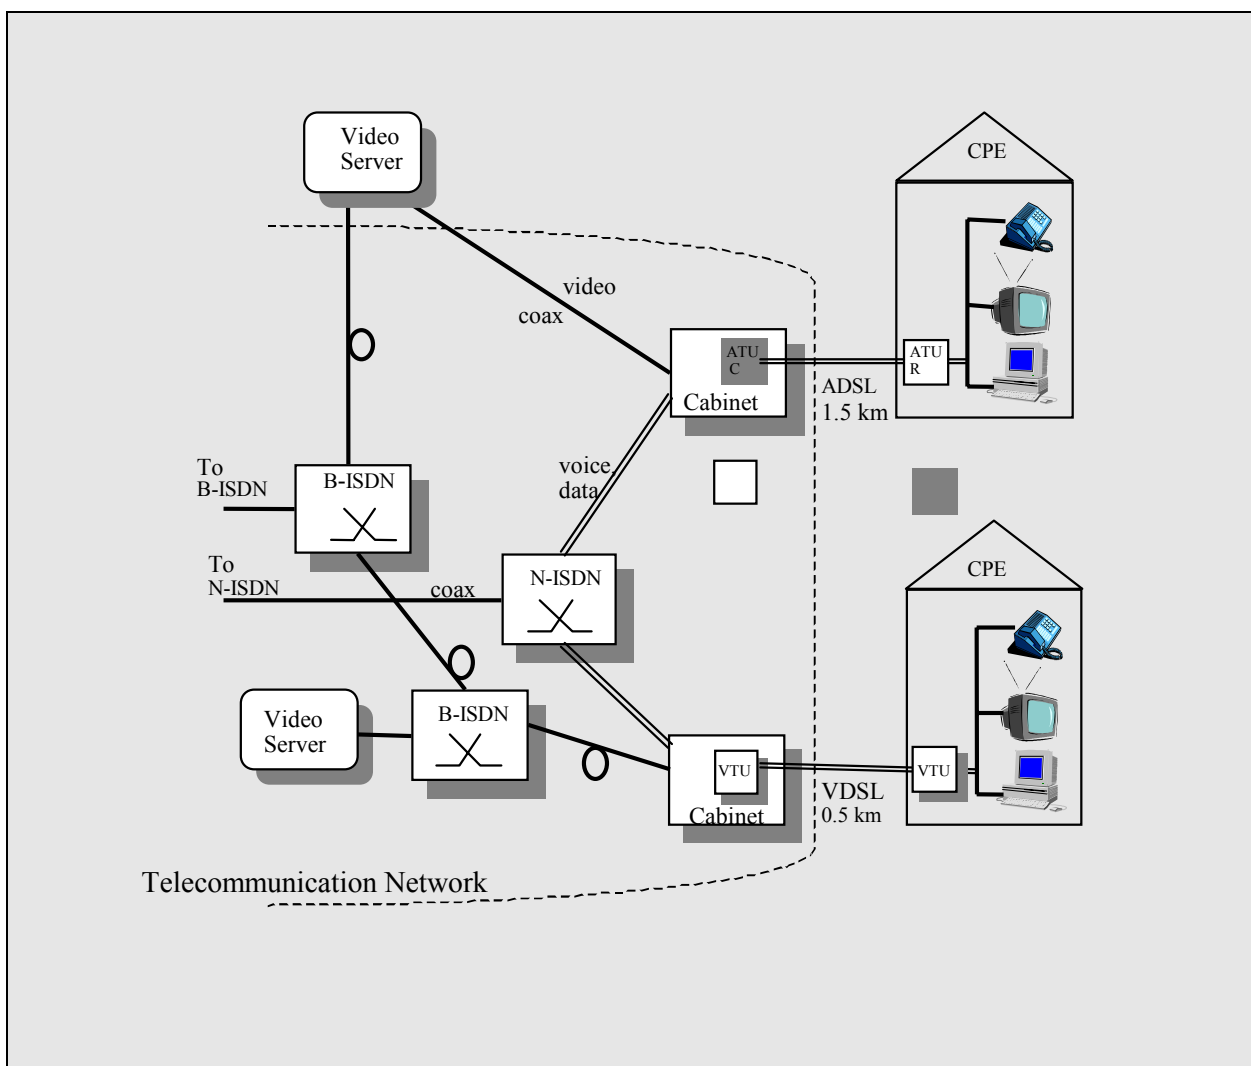 Video
Server
CPE
video
coax
ATU
C
ATU
R
Cabinet
ADSL
1.5 km
To
B-ISDN
B-ISDN
voice,
data
To
N-ISDN
coax
N-ISDN
CPE
Video
Server
B-ISDN
VTU
VTU
Cabinet
VDSL
0.5 km
Telecommunication Network